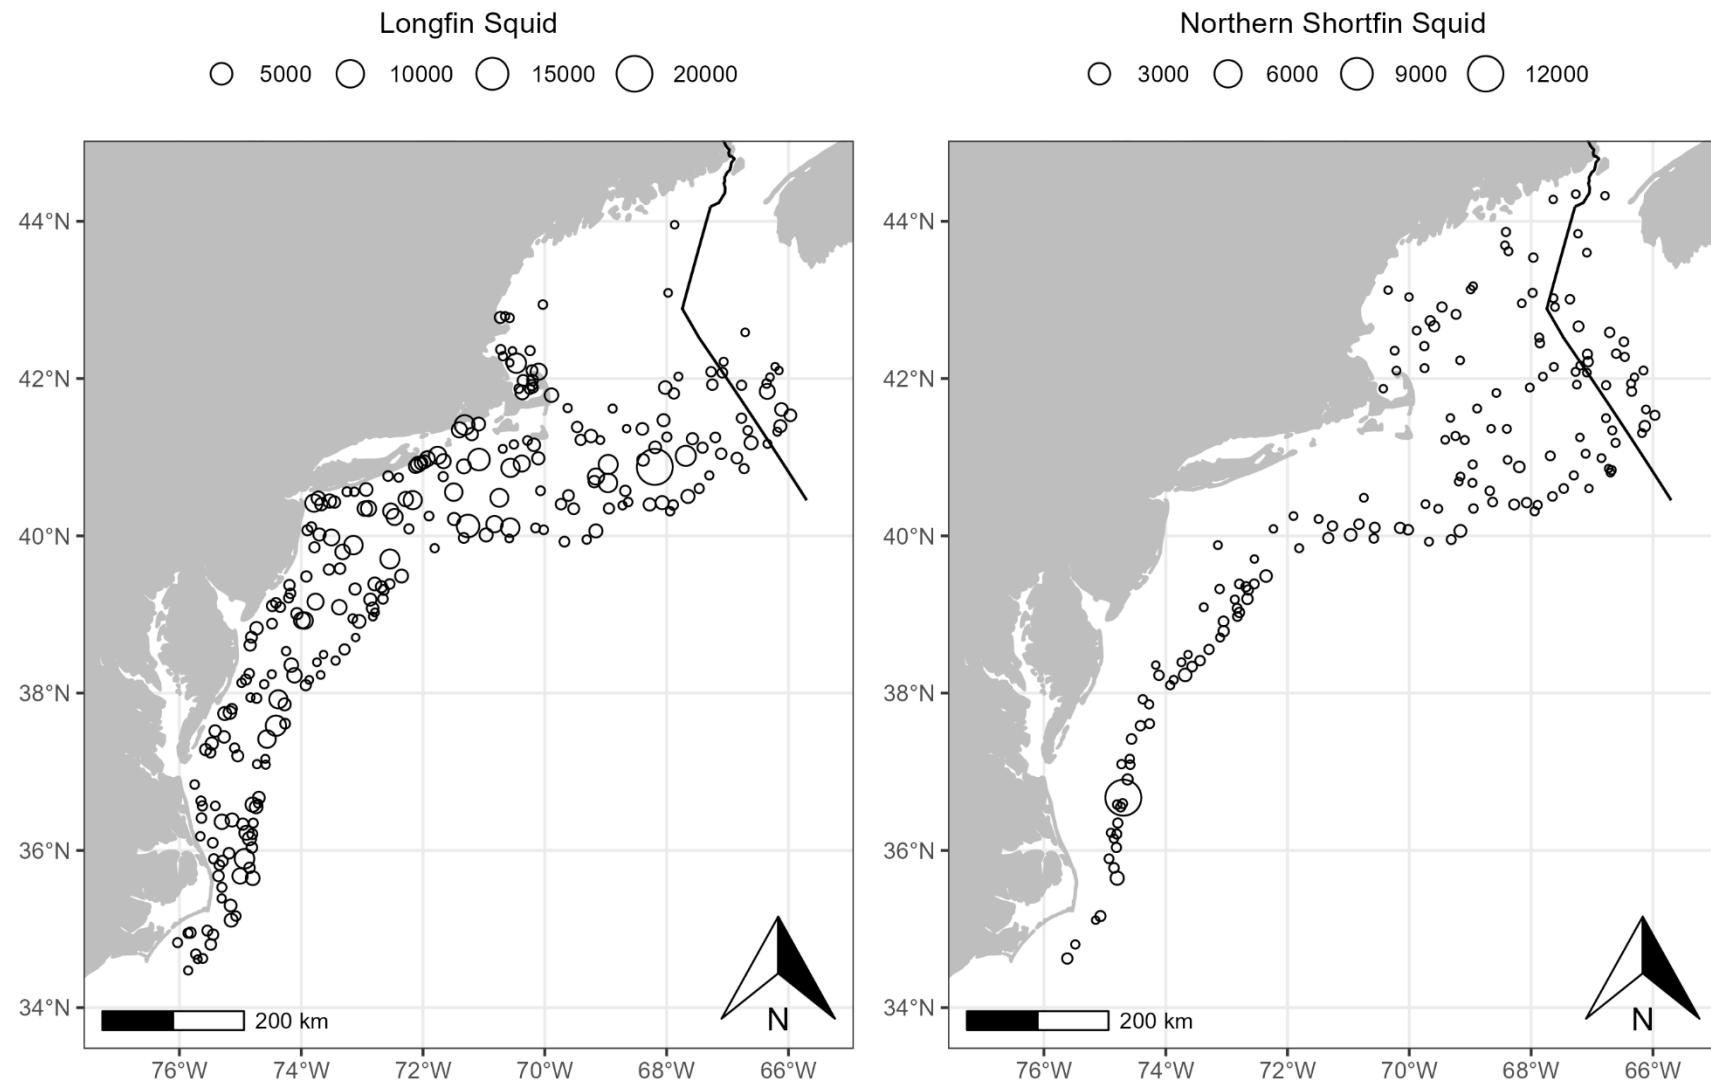 Longfin Squid
5000 10000 15000 20000
44°N
42°N
40°N
38°N
36°N
34°N
200 km
N
76°W 74°W 72°W 70°W 68°W 66°W
Northern Shortfin Squid
3000 6000 9000 12000
44°N
42°N
40°N
38°N
36°N
34°N
200 km
N
76°W 74°W 72°W 70°W 68°W 66°W